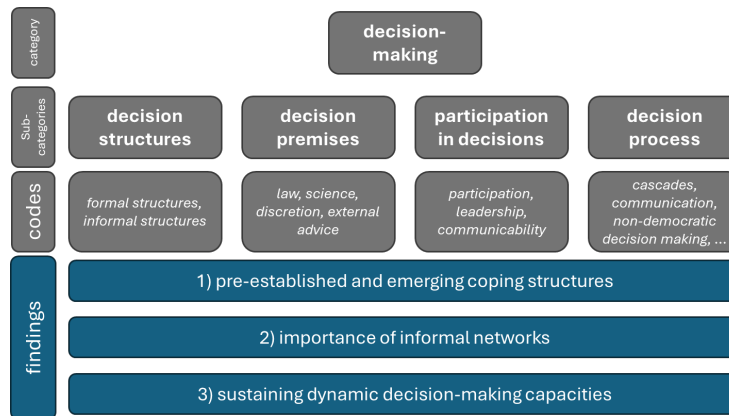 category
decision-
making
Sub-
categories
decision
structures
decision
premises
participation
in decisions
decision
process
codes
formal structures,
informal structures
law, science,
discretion, external
advice
participation,
leadership,
communicability
cascades,
communication,
non-democratic
decision making, ...
findings
1) pre-established and emerging coping structures
2) importance of informal networks
3) sustaining dynamic decision-making capacities